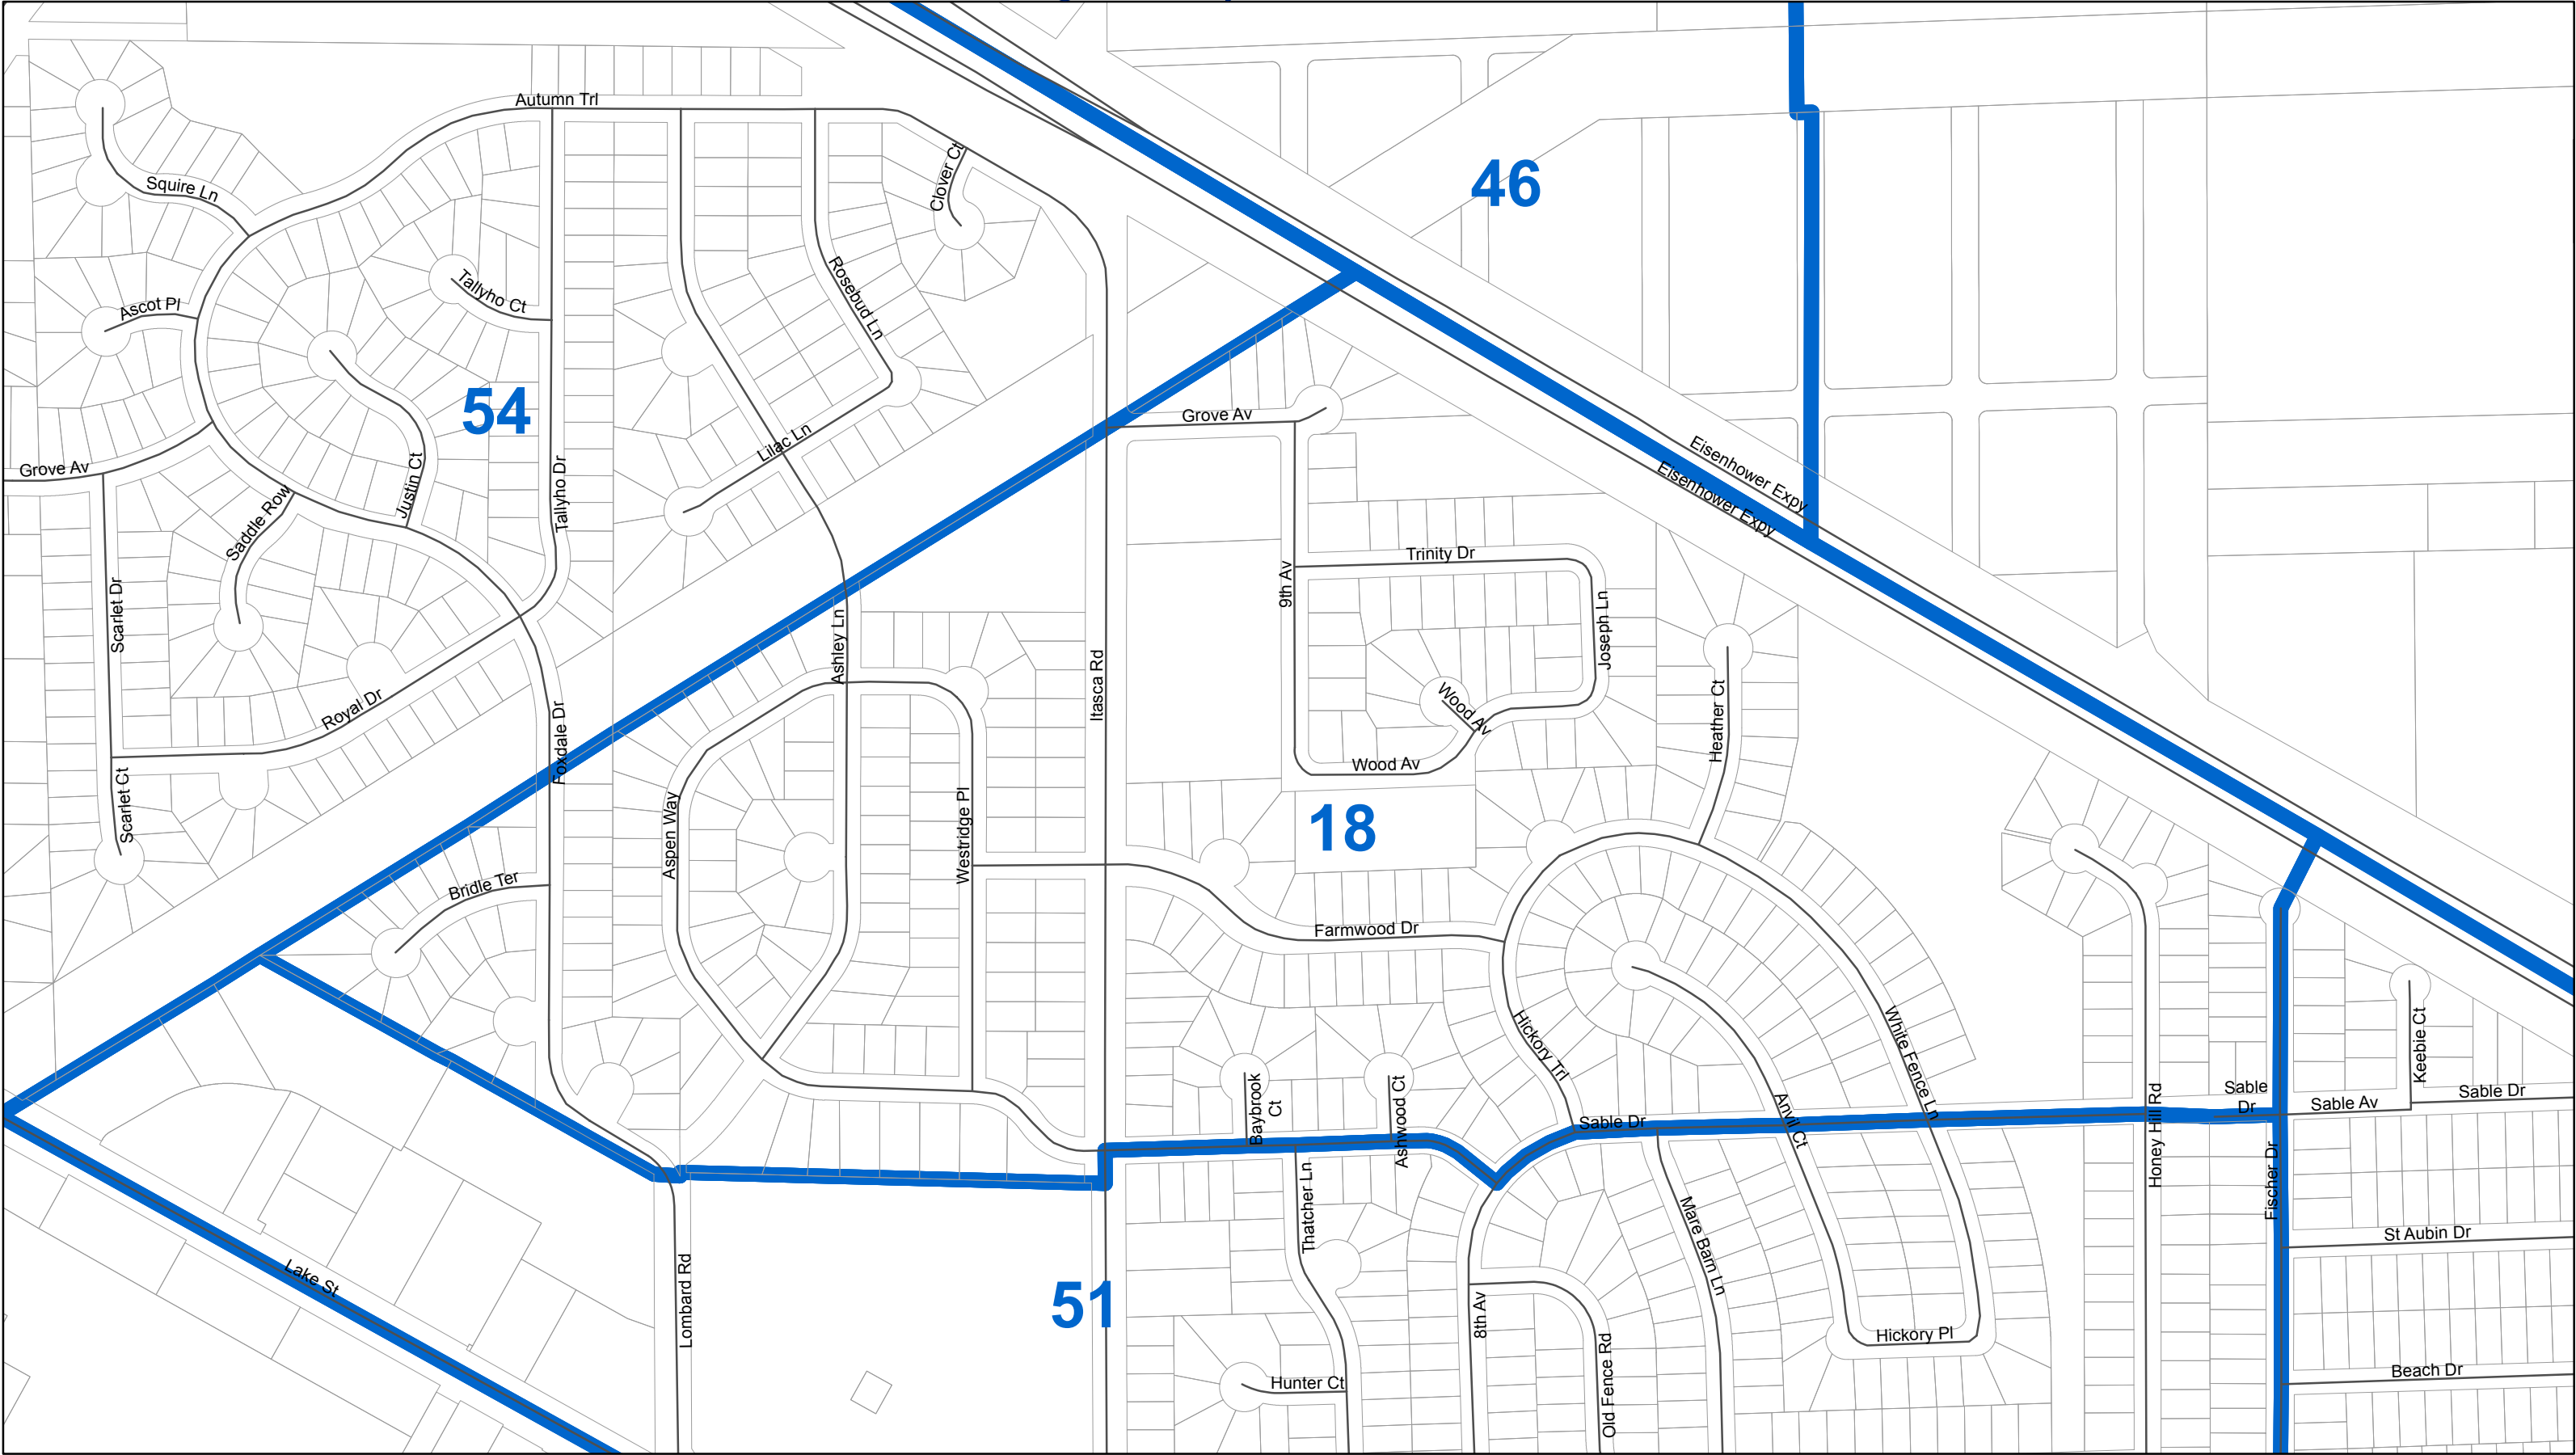 Autumn Trl
Squire Ln
Clover Ct
46
Tallyho Ct
Ascot Pl
Rosebud Ln
54
Grove Av
Lilac Ln
Grove Av
Justin Ct
Tallyho Dr
Saddle Row
Eisenhower Expy
Eisenhower Expy
Trinity Dr
9th Av
Joseph Ln
Scarlet Dr
Ashley Ln
Itasca Rd
Wood Av
Heather Ct
Royal Dr
Foxdale Dr
Wood Av
Scarlet Ct
Aspen Way
Westridge Pl
18
Bridle Ter
Farmwood Dr
Hickory Trl
White Fence Ln
Keebie Ct
Baybrook
Ct
Ashwood Ct
Sable Dr
Anvil Ct
Honey Hill Rd
Sable
Dr
Sable Av
Sable Dr
Fischer Dr
Thatcher Ln
Mare Barn Ln
St Aubin Dr
Lake St
Lombard Rd
51
8th Av
Old Fence Rd
Hickory Pl
Hunter Ct
Beach Dr